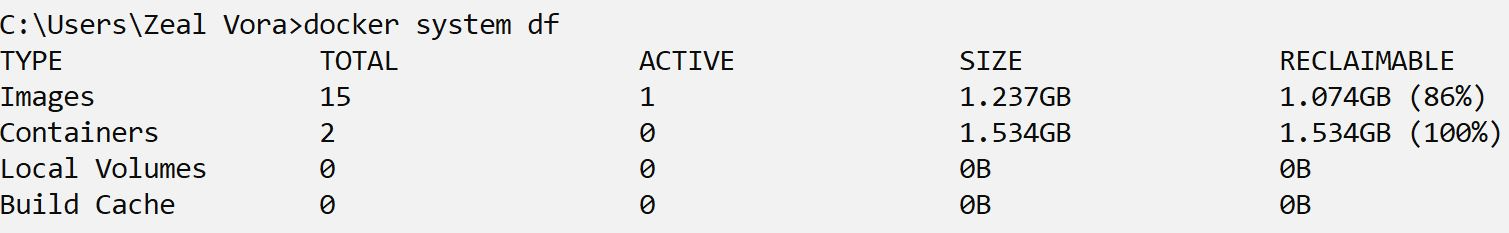 C:\Users\Zeal Vora>docker system df
TYPE TOTAL ACTIVE SIZE RECLAIMABLE
Images 15 1 1.237GB 1.074GB (86%)
Containers 2 0 1.534GB 1.534GB (100%)
Local Volumes 0 0 0B 0B
Build Cache 0 0 0B 0B